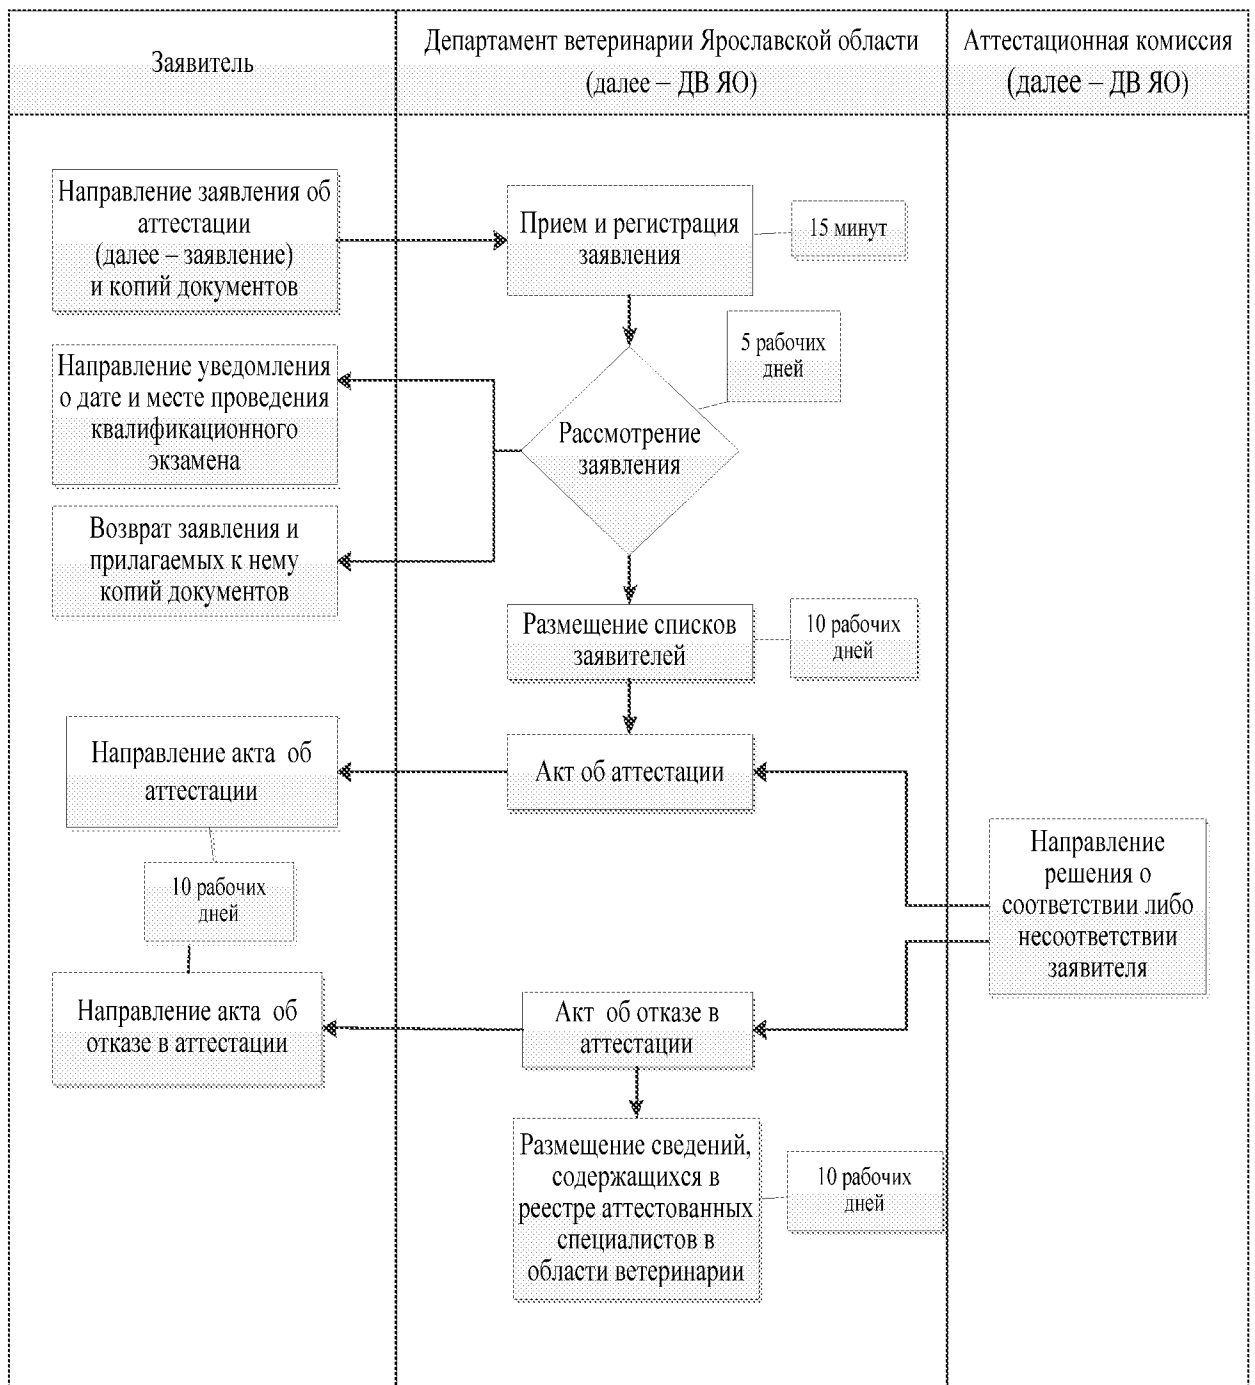 Заявитель
Департамент ветеринарии Ярославской области
(далее – ДВ ЯО)
Аттестационная комиссия
(далее – ДВ ЯО)
Направление заявления об
аттестации
(далее – заявление)
и копий документов
Прием и регистрация
заявления
15 минут
5 рабочих
дней
Направление уведомления
о дате и месте проведения
квалификационного
экзамена
Рассмотрение
заявления
Возврат заявления и
прилагаемых к нему
копий документов
Размещение списков
заявителей
10 рабочих
дней
Направление акта об
аттестации
Акт об аттестации
Направление
решения о
соответствии либо
несоответствии
заявителя
10 рабочих
дней
Направление акта об
отказе в аттестации
Акт об отказе в
аттестации
Размещение сведений,
содержащихся в
реестре аттестованных
специалистов в
области ветеринарии
10 рабочих
дней